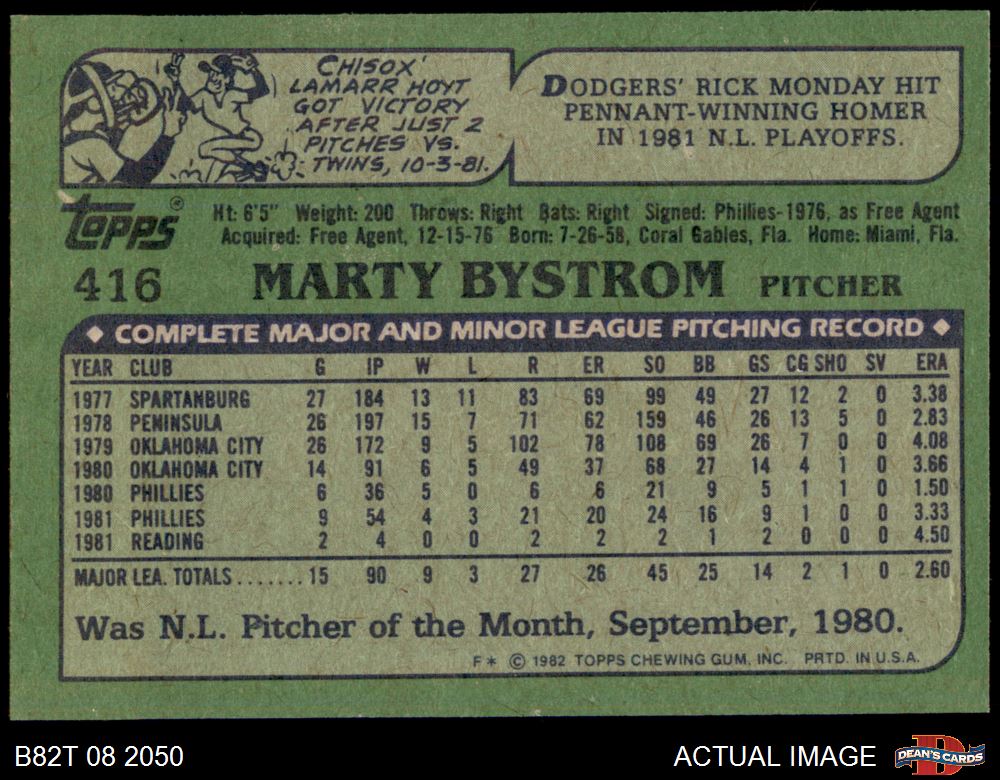 CHISOX'
LAMARR HOYT
GOT VICTORY
AFTER JUST 2
PITCHES VS.
TWINS, 10-3-81.
DODGERS' RICK MONDAY HIT
PENNANT-WINNING HOMER
IN 1981 N.L. PLAYOFFS.
TOPPS®
Ht: 6'5" Weight: 200 Throws: Right Bats: Right Signed: Phillies-1976, as Free Agent
Acquired: Free Agent, 12-15-76 Born: 7-26-58, Coral Gables, Fla. Home: Miami, Fla.
416 MARTY BYSTROM PITCHER
◆ COMPLETE MAJOR AND MINOR LEAGUE PITCHING RECORD ◆
YEAR CLUB G IP W L R ER SO BB GS CG SHO SV ERA
1977 SPARTANBURG 27 184 13 11 83 69 99 49 27 12 2 0 3.38
1978 PENINSULA 26 197 15 7 71 62 159 46 26 13 5 0 2.83
1979 OKLAHOMA CITY 26 172 9 5 102 78 108 69 26 7 0 0 4.08
1980 OKLAHOMA CITY 14 91 6 5 49 37 68 27 14 4 1 0 3.66
1980 PHILLIES 6 36 5 0 6 6 21 9 5 1 1 0 1.50
1981 PHILLIES 9 54 4 3 21 20 24 16 9 1 0 0 3.33
1981 READING 2 4 0 0 2 2 2 1 2 0 0 0 4.50
MAJOR LEA. TOTALS.......15 90 9 3 27 26 45 25 14 2 1 0 2.60
Was N.L. Pitcher of the Month, September, 1980.
F* © 1982 TOPPS CHEWING GUM, INC. PRTD. IN U.S.A.
B82T 08 2050 ACTUAL IMAGE D DEAN'S CARDS